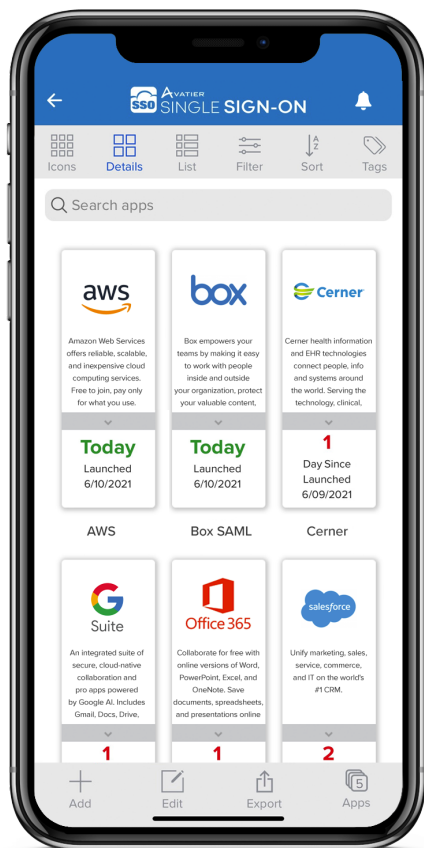 SSO AVATIER
SINGLE SIGN-ON
Icons Details List Filter Sort Tags
A
Z
Search apps
aws
Amazon Web Services
offers reliable, scalable,
and inexpensive cloud
computing services.
Free to join, pay only
for what you use.
Today
Launched
6/10/2021
AWS
box
Box empowers your
teams by making it easy
to work with people
inside and outside
your organization, protect
your valuable content,
Today
Launched
6/10/2021
Box SAML
Cerner
Cerner health information
and EHR technologies
connect people, info
and systems around
the world. Serving the
technology, clinical,
1
Day Since
Launched
6/09/2021
Cerner
G Suite
An integrated suite of
secure, cloud-native
collaboration and
pro apps powered
by Google AI. Includes
Gmail, Docs, Drive,
1
Office 365
Collaborate for free with
online versions of Word,
PowerPoint, Excel, and
OneNote. Save
documents, spreadsheets,
and presentations online
1
salesforce
Unify marketing, sales,
service, commerce,
and IT on the world's
#1 CRM.
2
5
Add Edit Export Apps